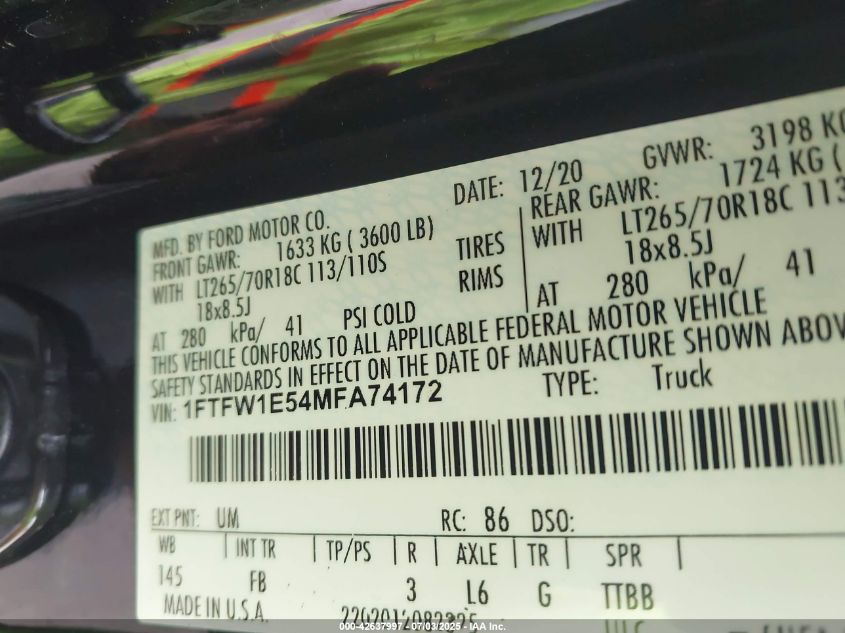 MFD. BY FORD MOTOR CO. DATE: 12/20 GVWR: 3198 KG
FRONT GAWR: 1633 KG ( 3600 LB) REAR GAWR: 1724 KG (
WITH LT265/70R18C 113/110S TIRES WITH LT265/70R18C 113
18x8.5J RIMS 18x8.5J
AT 280 kPa/ 41 PSI COLD AT 280 kPa/ 41
THIS VEHICLE CONFORMS TO ALL APPLICABLE FEDERAL MOTOR VEHICLE
SAFETY STANDARDS IN EFFECT ON THE DATE OF MANUFACTURE SHOWN ABOV
VIN: 1FTFW1E54MFA74172 TYPE: Truck
EXT PNT: UM RC: 86 DSO:
WB | INT TR | TP/PS | R | AXLE | TR | SPR |
145 FB 3 L6 G TTBB
MADE IN U.S.A.
000-42637997 - 07/03/2025 - IAA Inc.